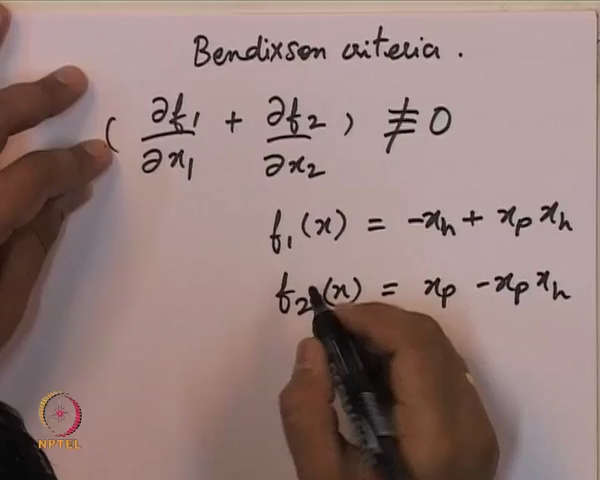 Bendixson criteria.
( ∂f₁/∂x₁ + ∂f₂/∂x₂ ) ≢ 0
f₁(x) = -xₕ + xₚ xₕ
f₂(x) = xₚ - xₚ xₕ
NPTEL